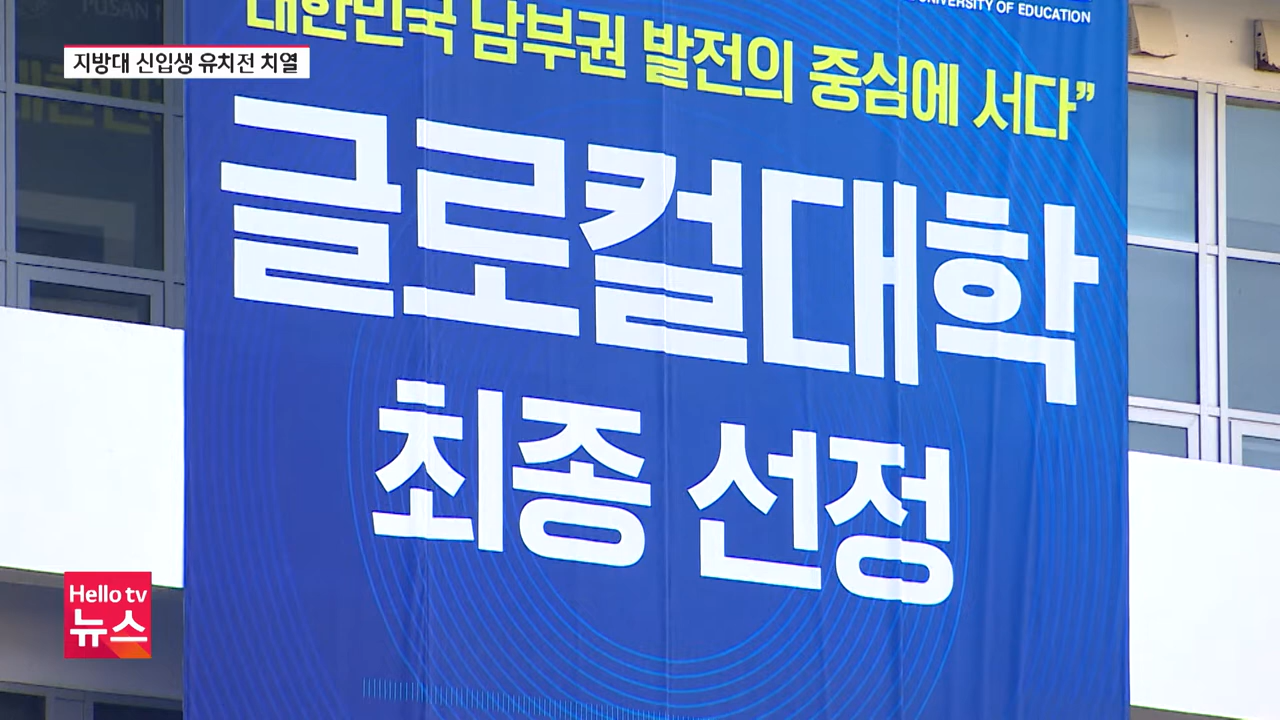 PUSAN
UNIVERSITY OF EDUCATION
지방대 신입생 유치전 치열
대한민국 남부권 발전의 중심에 서다”
글로컬대학
최종 선정
Hello tv
뉴스